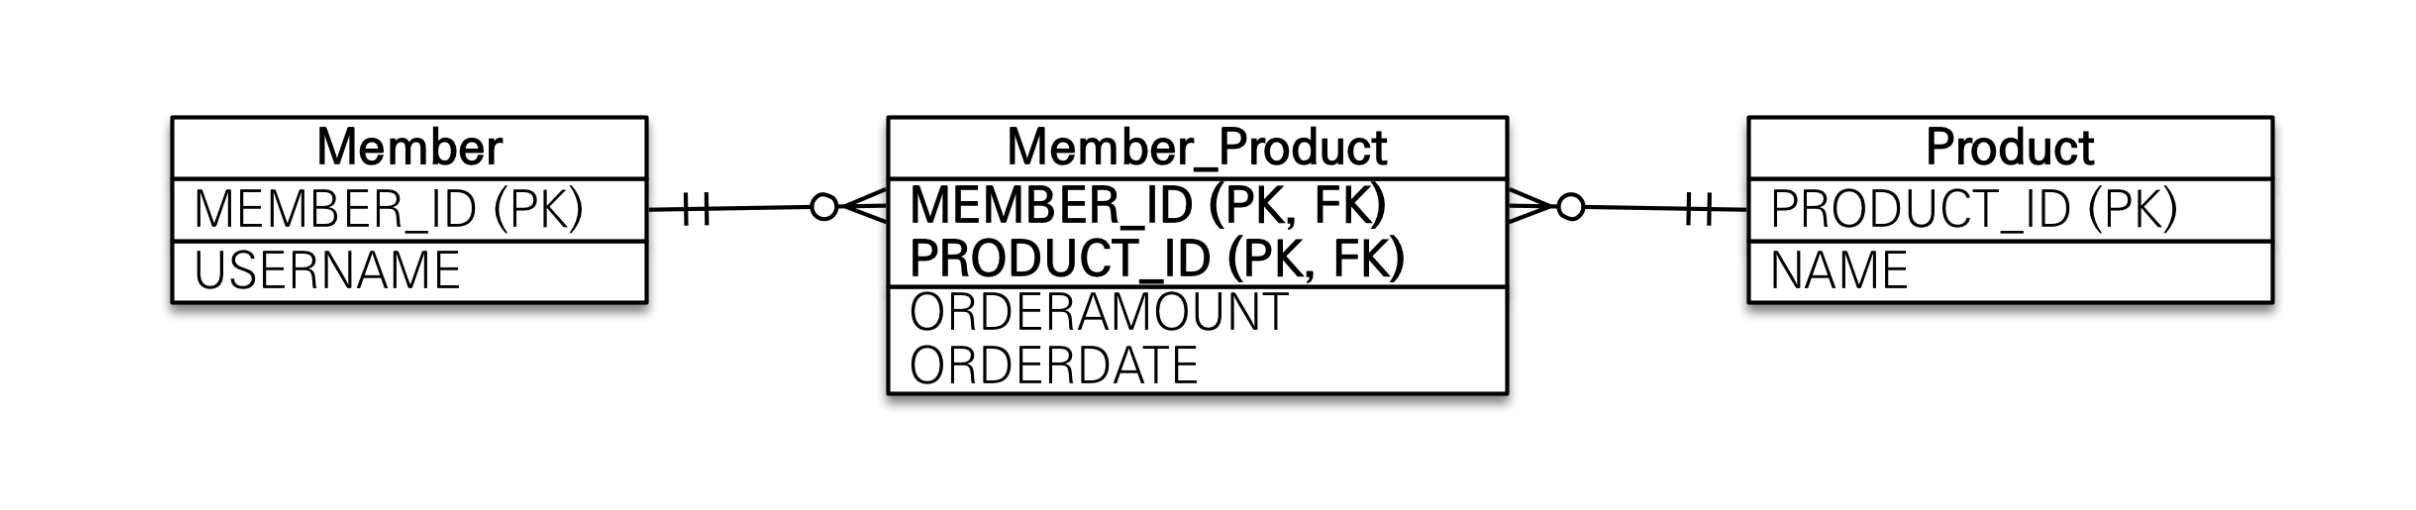 Member
MEMBER_ID (PK)
USERNAME
Member_Product
MEMBER_ID (PK, FK)
PRODUCT_ID (PK, FK)
ORDERAMOUNT
ORDERDATE
Product
PRODUCT_ID (PK)
NAME